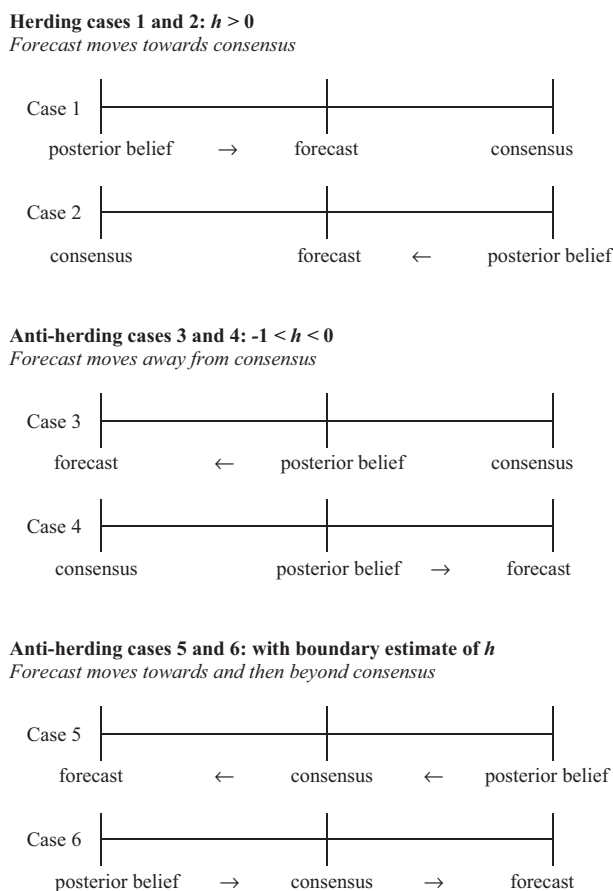 Herding cases 1 and 2: h > 0
Forecast moves towards consensus
Case 1
posterior belief → forecast consensus
Case 2
consensus forecast ← posterior belief
Anti-herding cases 3 and 4: -1 < h < 0
Forecast moves away from consensus
Case 3
forecast ← posterior belief consensus
Case 4
consensus posterior belief → forecast
Anti-herding cases 5 and 6: with boundary estimate of h
Forecast moves towards and then beyond consensus
Case 5
forecast ← consensus ← posterior belief
Case 6
posterior belief → consensus → forecast